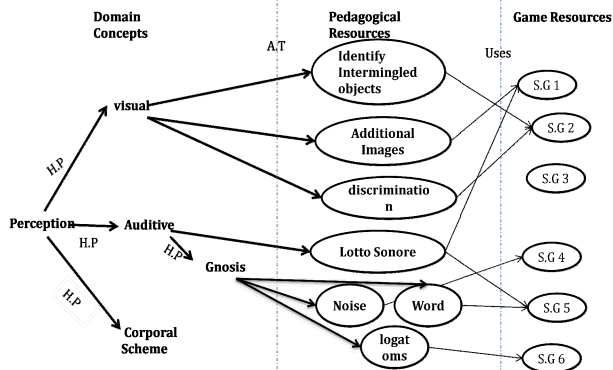 Domain
Concepts
Pedagogical
Resources
Game Resources
A.T
Uses
Identify
Intermingled
objects
S.G 1
visual
S.G 2
Additional
Images
H.P
S.G 3
discriminatio
n
Perception
Auditive
H.P
Lotto Sonore
H.P
S.G 4
Gnosis
Noise
Word
S.G 5
H.P
Corporal
Scheme
logat
oms
S.G 6